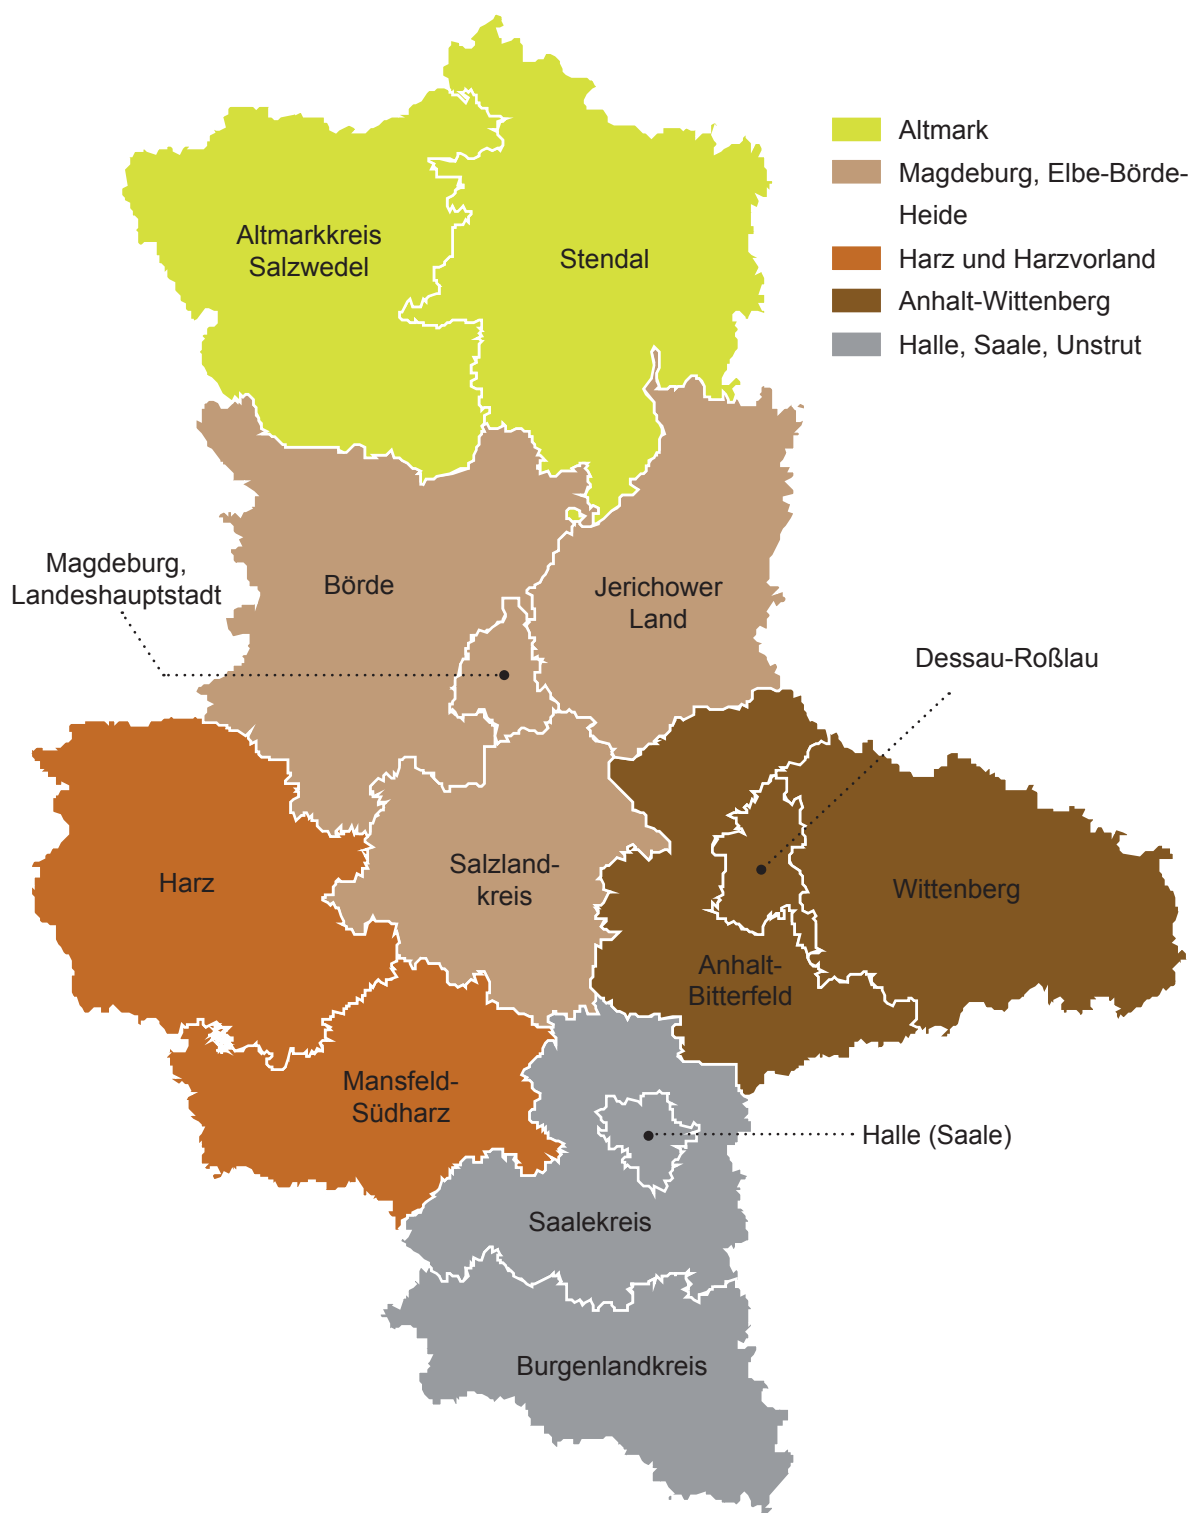 Altmark
Magdeburg, Elbe-Börde-
Heide
Harz und Harzvorland
Anhalt-Wittenberg
Halle, Saale, Unstrut
Altmarkkreis
Salzwedel
Stendal
Magdeburg,
Landeshauptstadt
Börde
Jerichower
Land
Dessau-Roßlau
Harz
Salzland-
kreis
Wittenberg
Anhalt-
Bitterfeld
Mansfeld-
Südharz
Halle (Saale)
Saalekreis
Burgenlandkreis